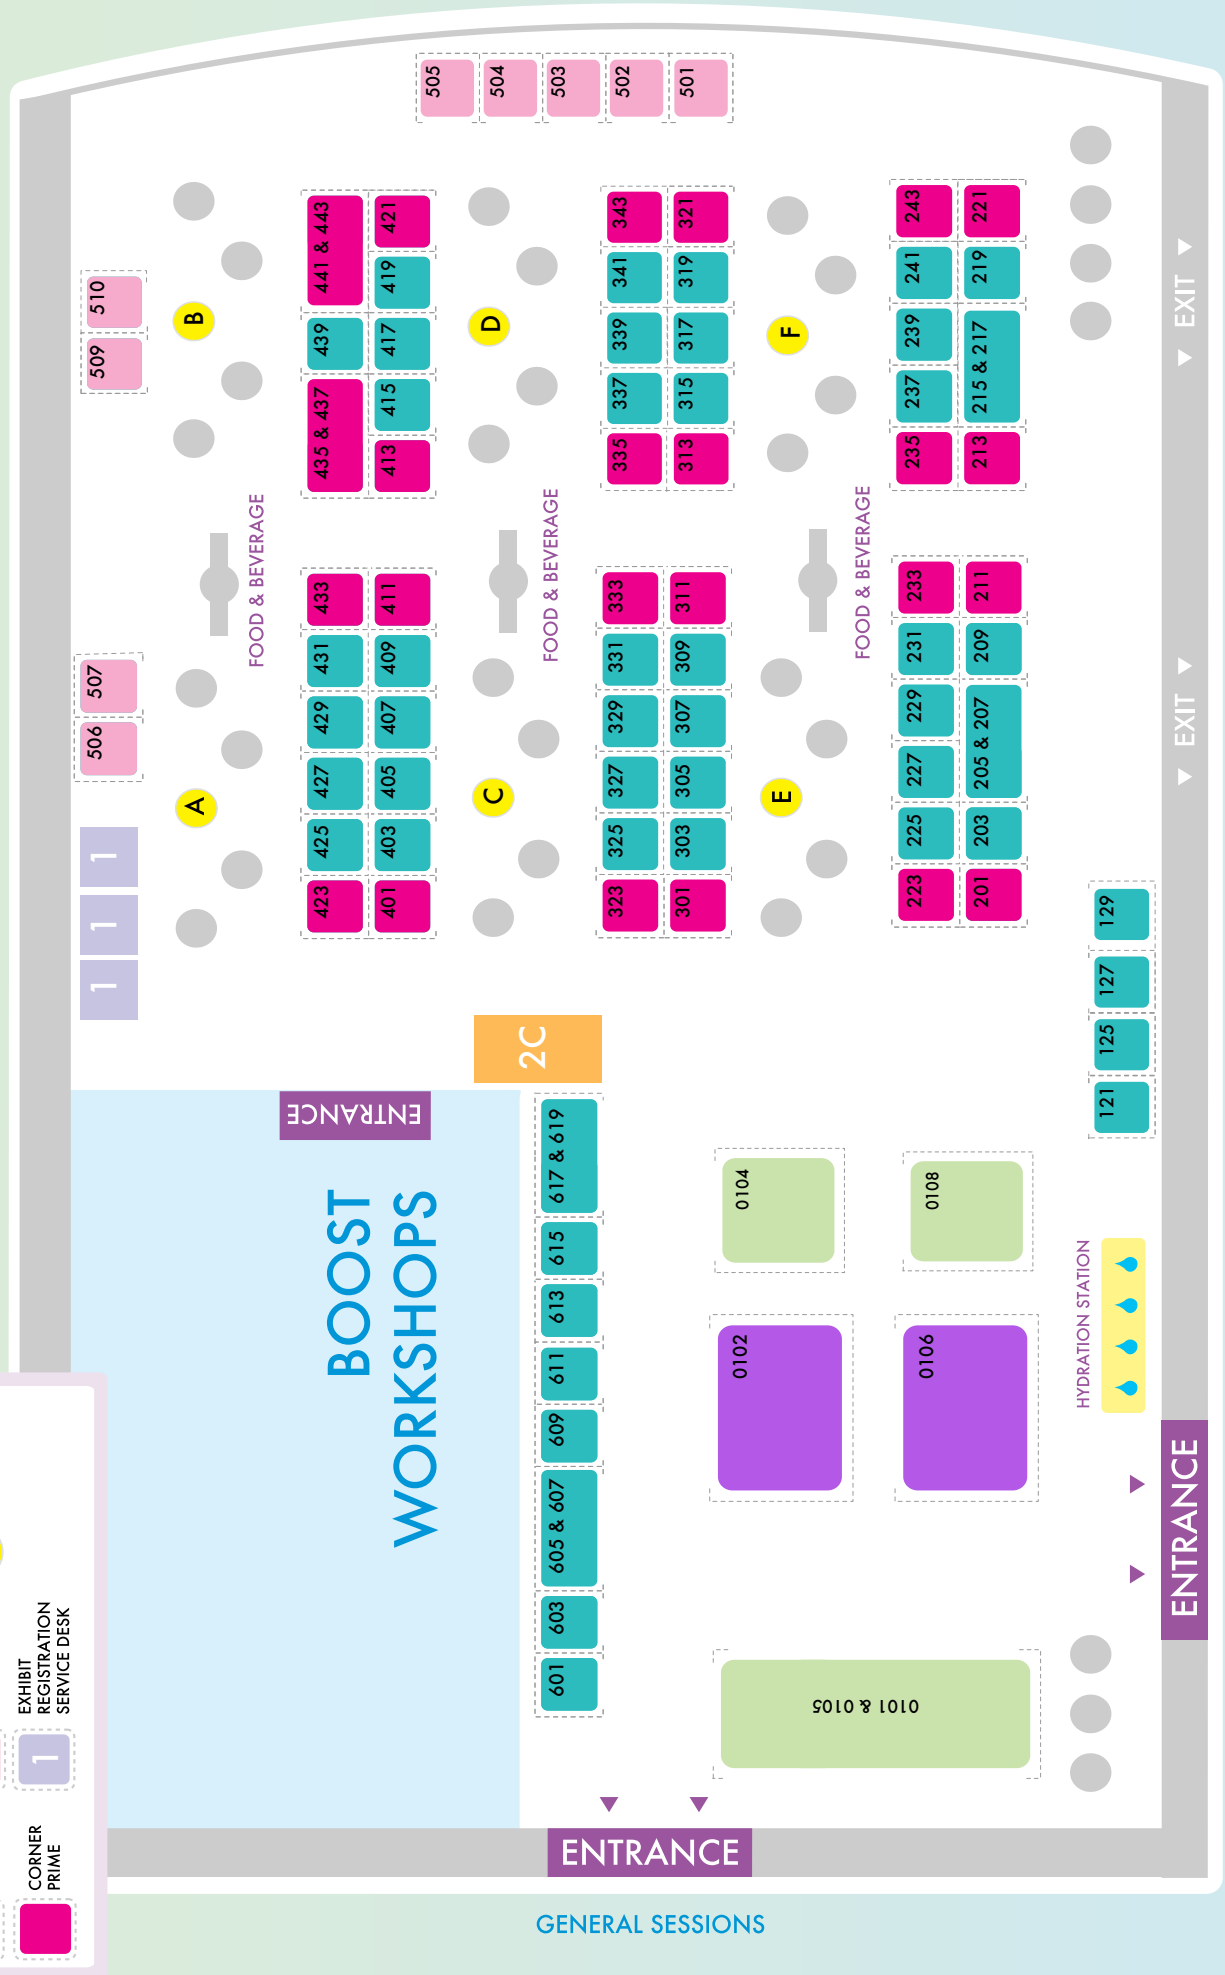 505
504
503
502
501
441 & 443
421
419
439
417
435 & 437
415
413
343
321
341
319
339
317
337
315
335
313
243
221
241
219
239
237
215 & 217
235
213
510
509
B
D
F
EXIT
FOOD & BEVERAGE
FOOD & BEVERAGE
FOOD & BEVERAGE
433
411
431
409
429
407
427
405
425
403
423
401
333
311
331
309
329
307
327
305
325
303
323
301
233
211
231
209
229
227
205 & 207
225
203
223
201
507
506
A
C
E
EXIT
1
1
1
129
127
125
121
2C
ENTRANCE
BOOST
WORKSHOPS
617 & 619
615
613
611
609
605 & 607
603
601
0104
0108
0102
0106
HYDRATION STATION
ENTRANCE
0101 & 0105
EXHIBIT
REGISTRATION
SERVICE DESK
1
CORNER
PRIME
ENTRANCE
GENERAL SESSIONS